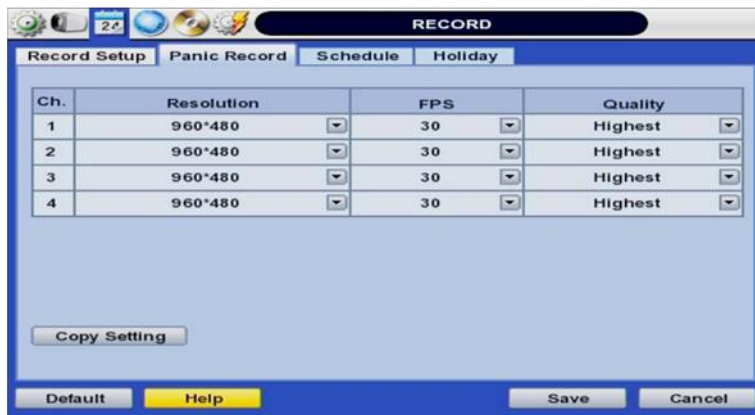 24
RECORD
Record Setup Panic Record Schedule Holiday
Ch. Resolution FPS Quality
1 960*480 30 Highest
2 960*480 30 Highest
3 960*480 30 Highest
4 960*480 30 Highest
Copy Setting
Default Help Save Cancel